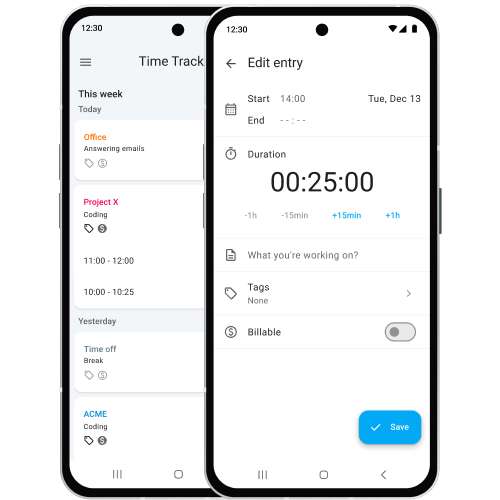 12:30
Time Track
This week
Today
Office
Answering emails
Project X
Coding
11:00 - 12:00
10:00 - 10:25
Yesterday
Time off
Break
ACME
Coding
12:30
Edit entry
Start 14:00 Tue, Dec 13
End --:--
Duration
00:25:00
-1h -15min +15min +1h
What you're working on?
Tags
None
Billable
Save